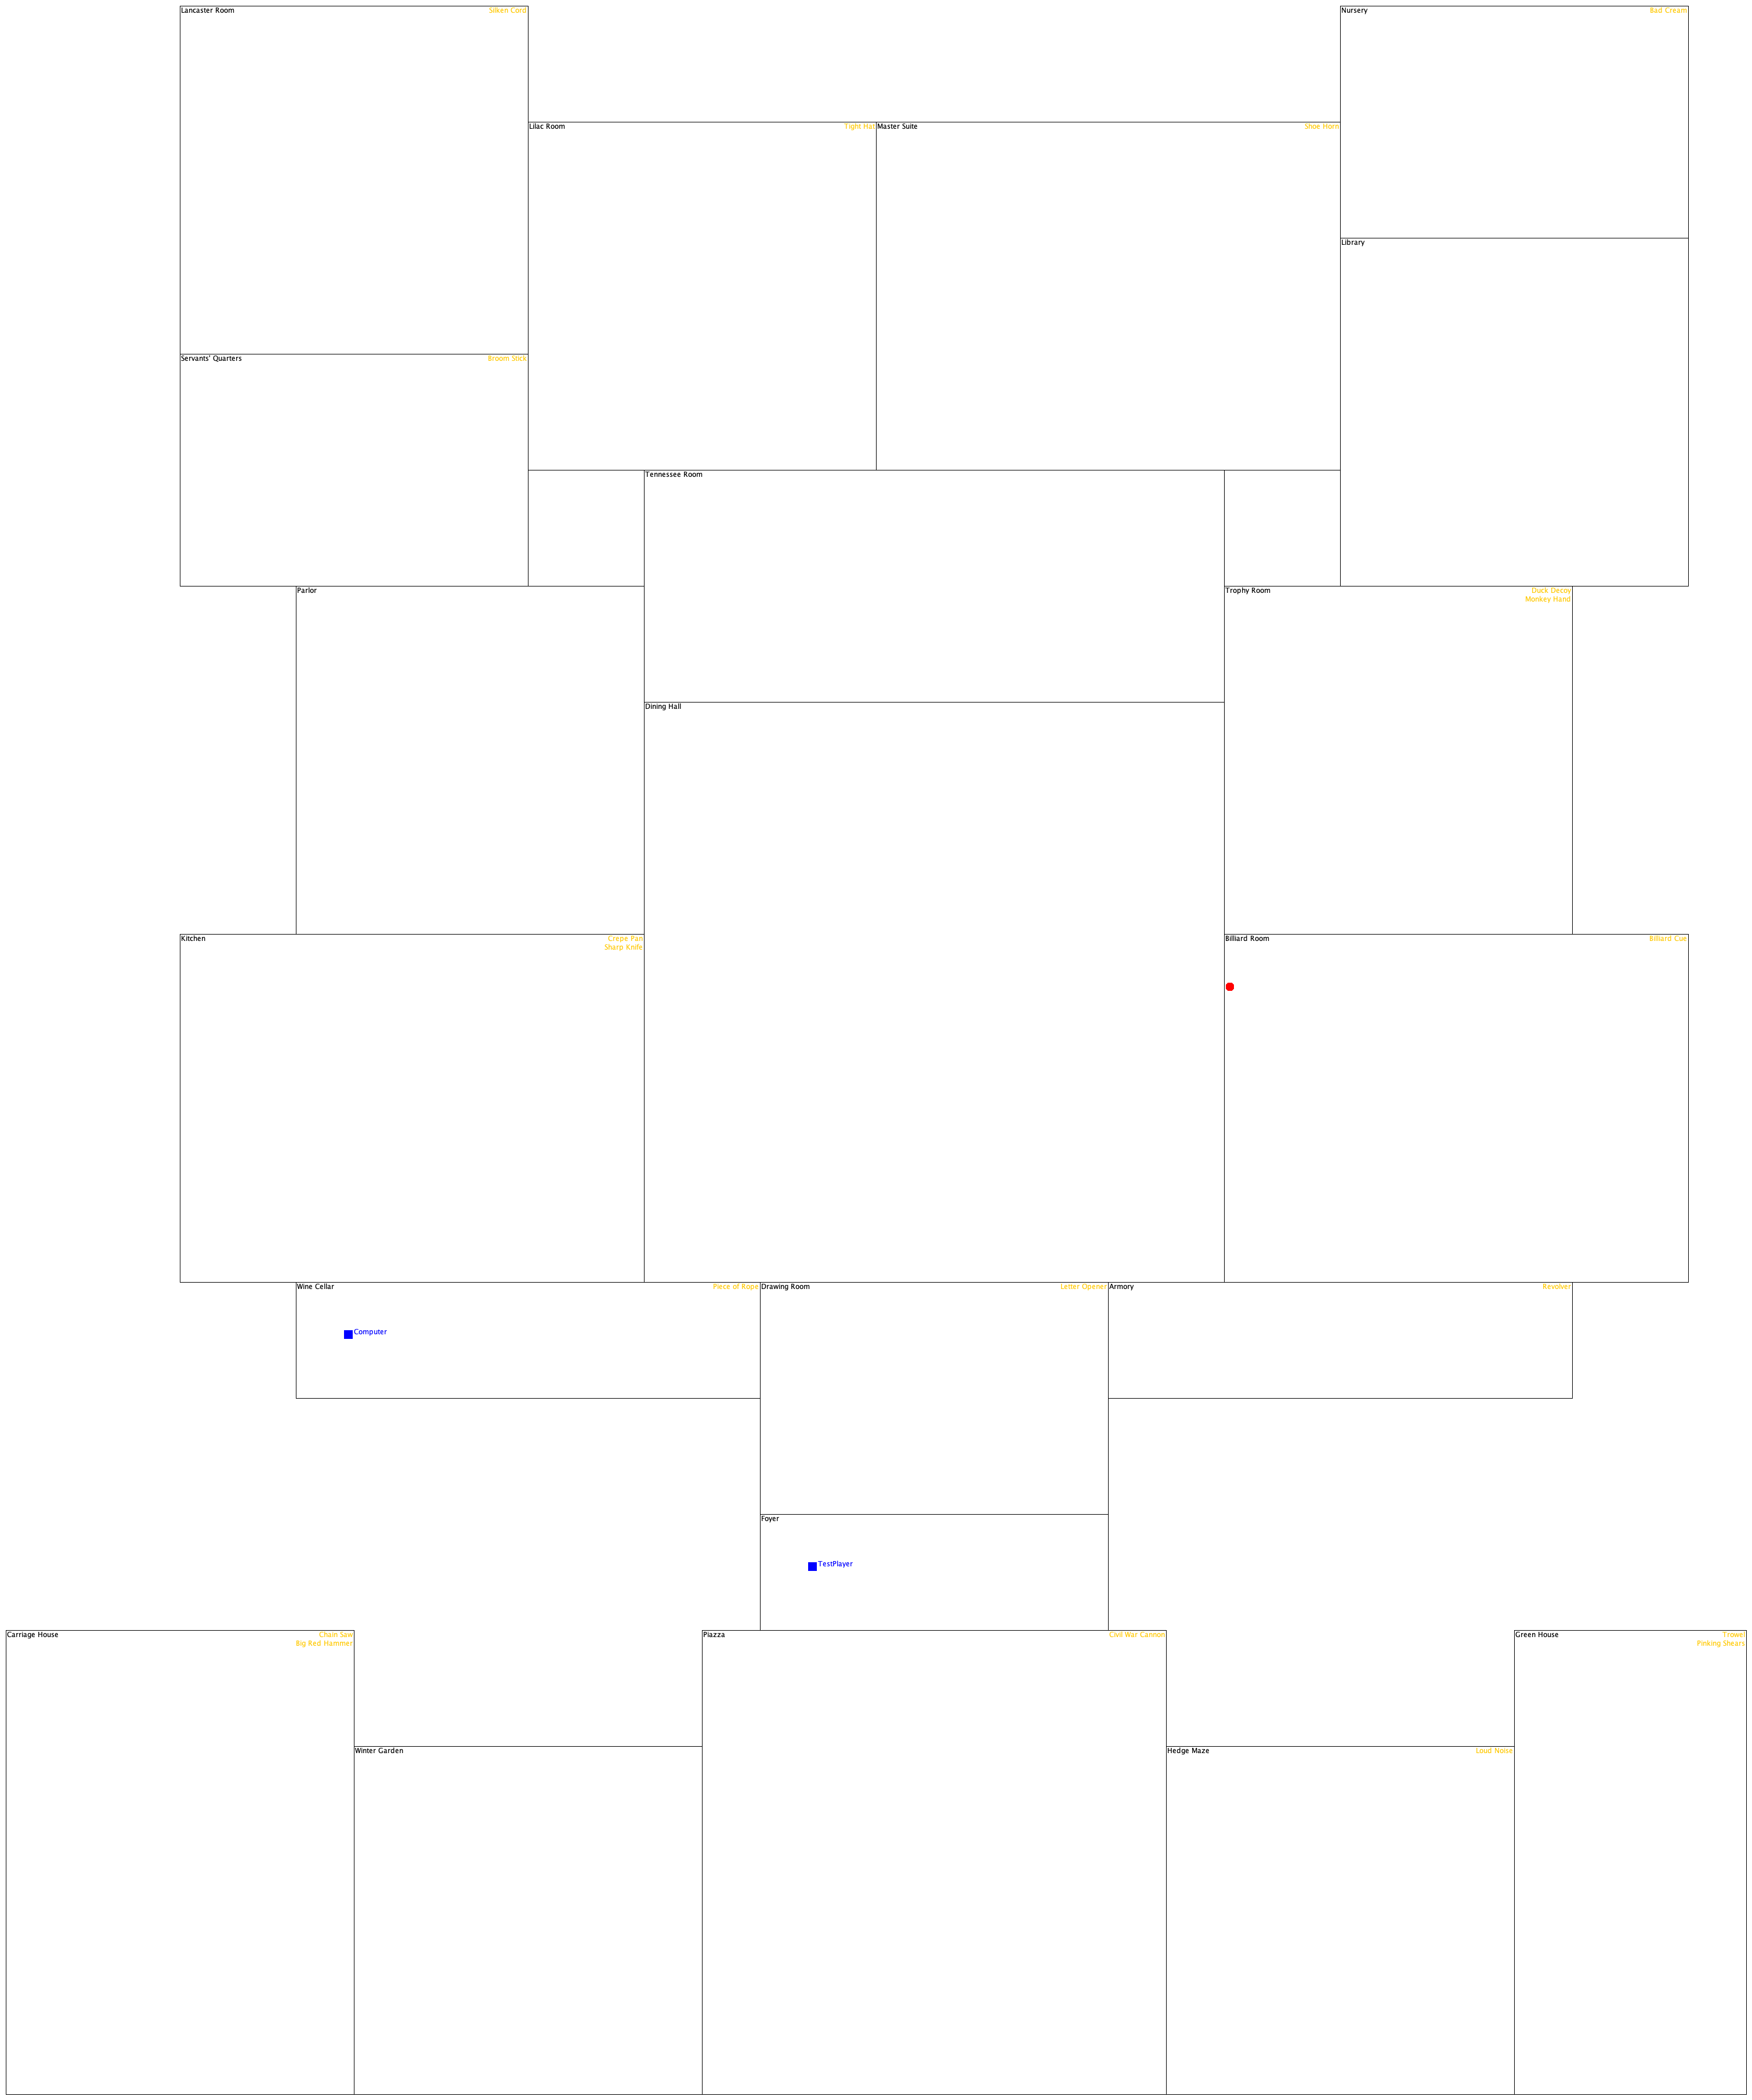 Lancaster Room
Silken Cord
Nursery
Bad Cream
Lilac Room
Tight Hat
Master Suite
Shoe Horn
Library
Servants' Quarters
Broom Stick
Tennessee Room
Parlor
Trophy Room
Duck Decoy
Monkey Hand
Dining Hall
Kitchen
Crepe Pan
Sharp Knife
Billiard Room
Billiard Cue
Wine Cellar
Piece of Rope
Drawing Room
Letter Opener
Armory
Revolver
Computer
Foyer
TestPlayer
Carriage House
Chain Saw
Big Red Hammer
Piazza
Civil War Cannon
Green House
Trowel
Pinking Shears
Winter Garden
Hedge Maze
Loud Noise